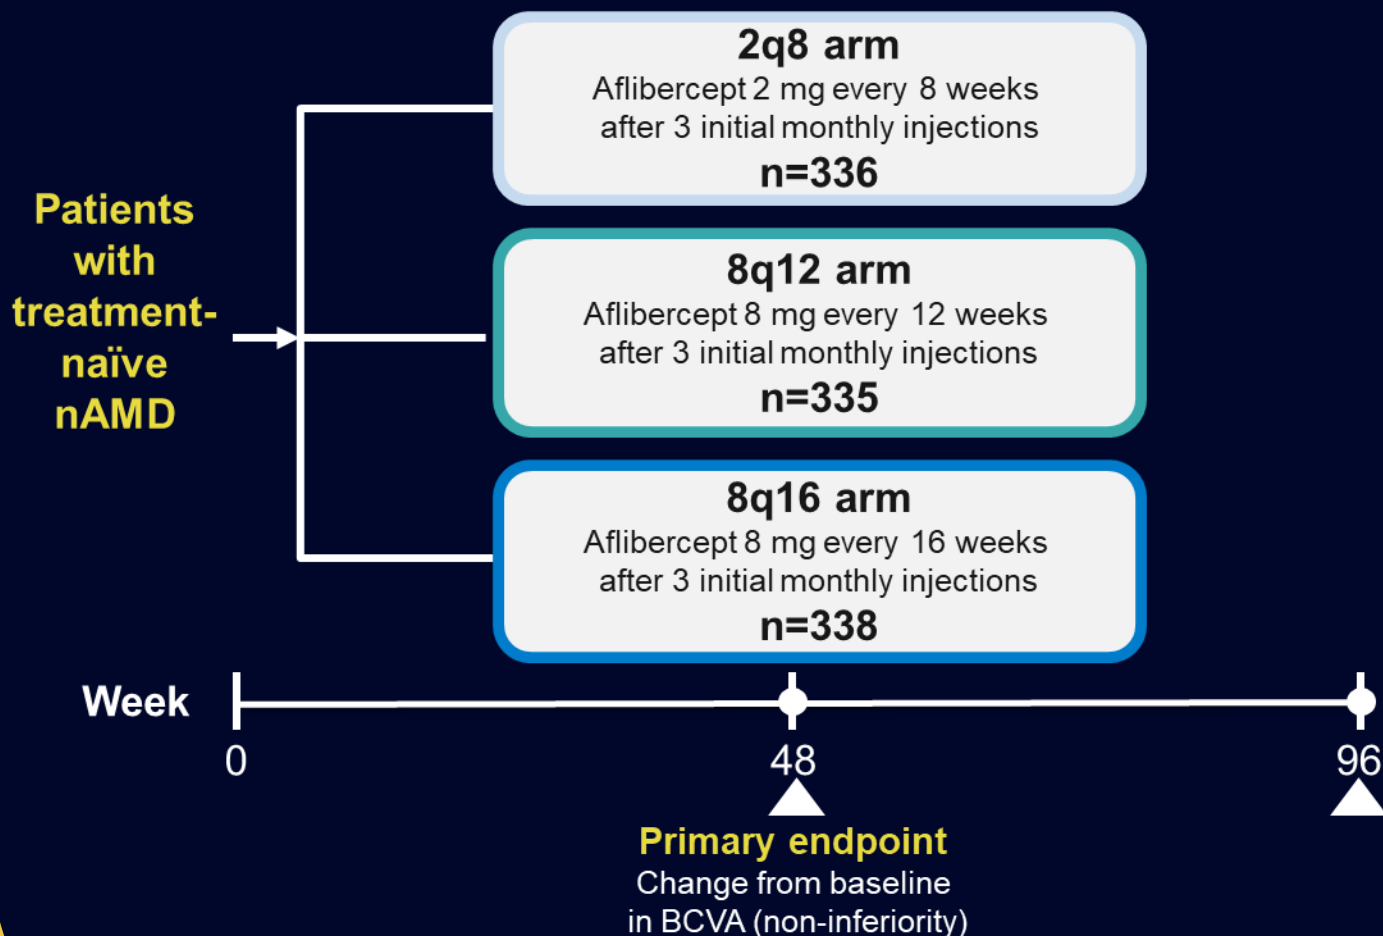 2q8 arm
Aflibercept 2 mg every 8 weeks
after 3 initial monthly injections
n=336
Patients
with
treatment-
naïve
nAMD
8q12 arm
Aflibercept 8 mg every 12 weeks
after 3 initial monthly injections
n=335
8q16 arm
Aflibercept 8 mg every 16 weeks
after 3 initial monthly injections
n=338
Week
0
48
96
Primary endpoint
Change from baseline
in BCVA (non-inferiority)